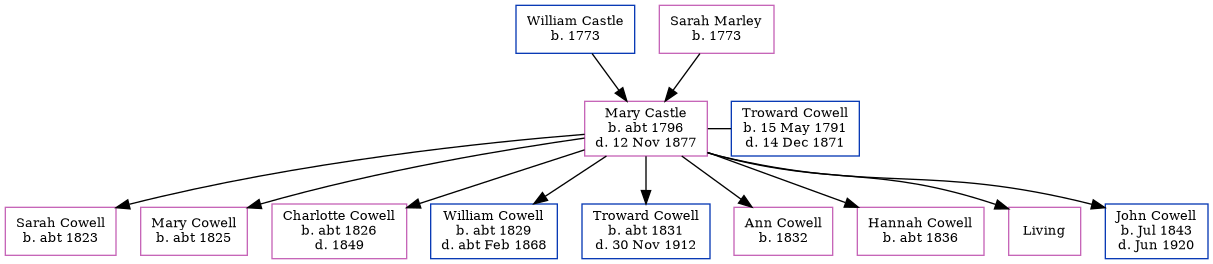 William Castle
b. 1773
Sarah Marley
b. 1773
Mary Castle
b. abt 1796
d. 12 Nov 1877
Troward Cowell
b. 15 May 1791
d. 14 Dec 1871
Sarah Cowell
b. abt 1823
Mary Cowell
b. abt 1825
Charlotte Cowell
b. abt 1826
d. 1849
William Cowell
b. abt 1829
d. abt Feb 1868
Troward Cowell
b. abt 1831
d. 30 Nov 1912
Ann Cowell
b. 1832
Hannah Cowell
b. abt 1836
Living
John Cowell
b. Jul 1843
d. Jun 1920